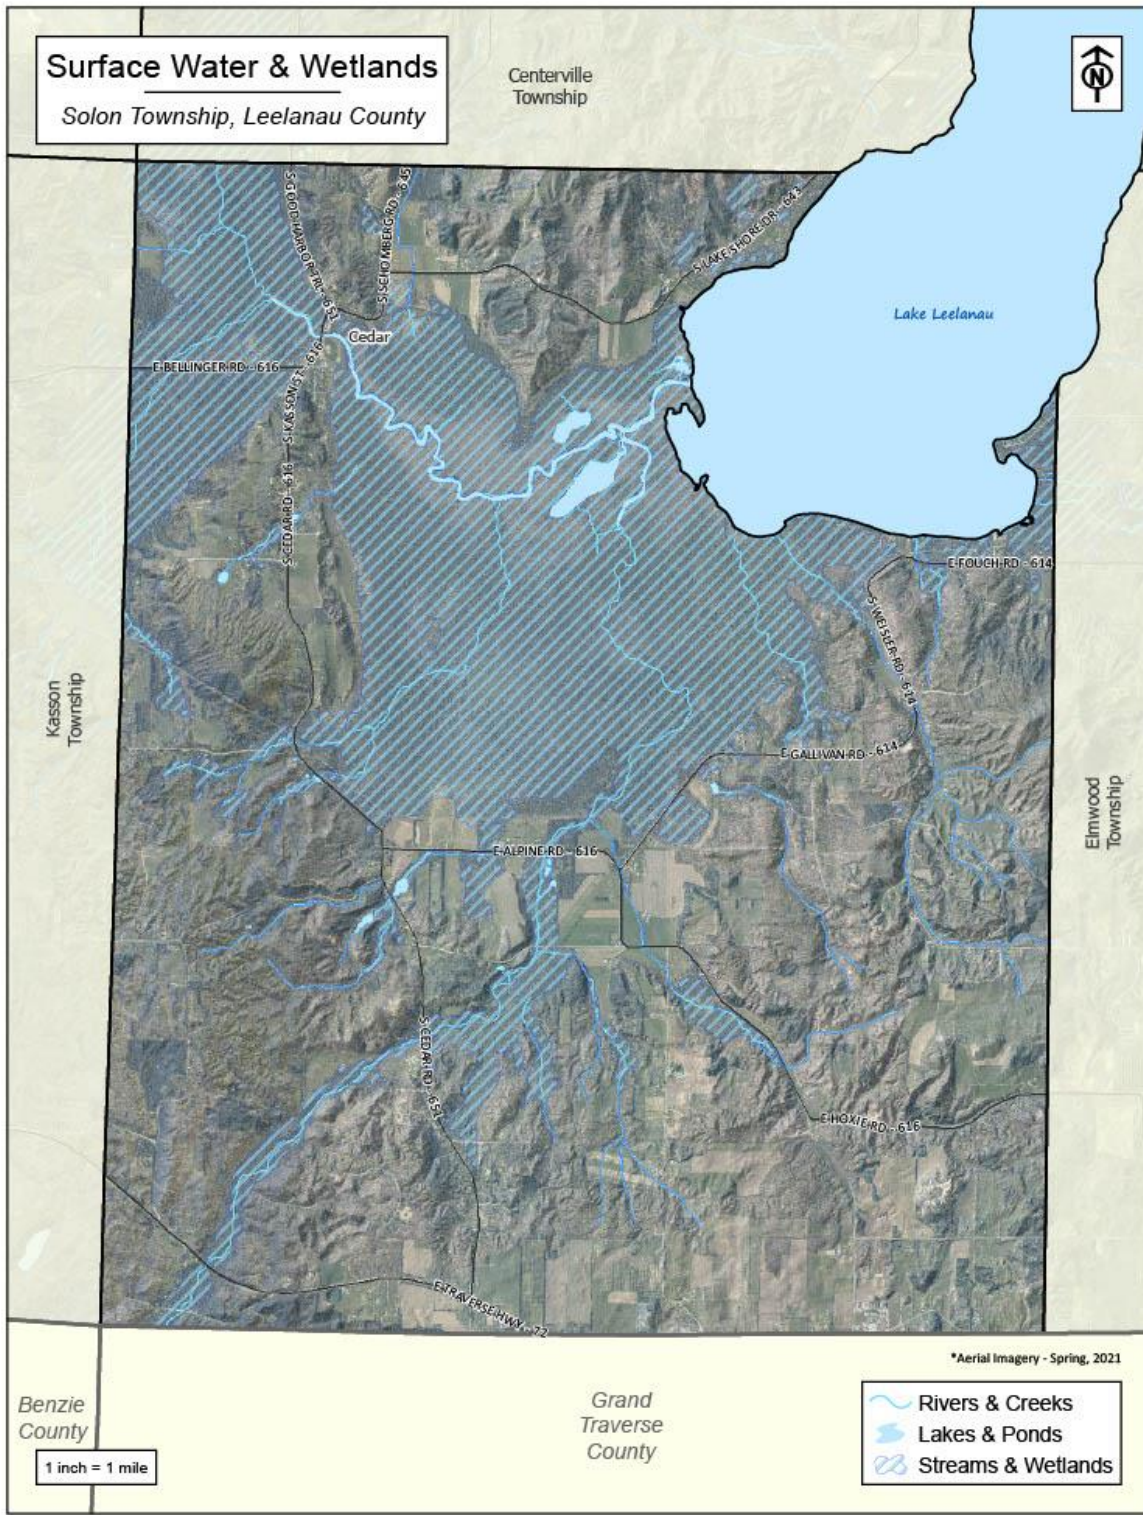 Surface Water & Wetlands
Solon Township, Leelanau County
Centerville
Township
N
S GOOD HARBOR TRL - 651
S SCHOMBERG RD - 645
S LAKE SHORE DR - 643
Lake Leelanau
Cedar
E BELLINGER RD - 616
S KASSON ST - 616
S CEDAR RD - 616
E FOUCH RD - 614
S WEISLER RD - 614
Kasson
Township
E GALLIVAN RD - 614
Elmwood
Township
E ALPINE RD - 616
S CEDAR RD - 651
E HOXIE RD - 616
E TRAVERSE HWY - 72
*Aerial Imagery - Spring, 2021
Benzie
County
Grand
Traverse
County
Rivers & Creeks
Lakes & Ponds
Streams & Wetlands
1 inch = 1 mile